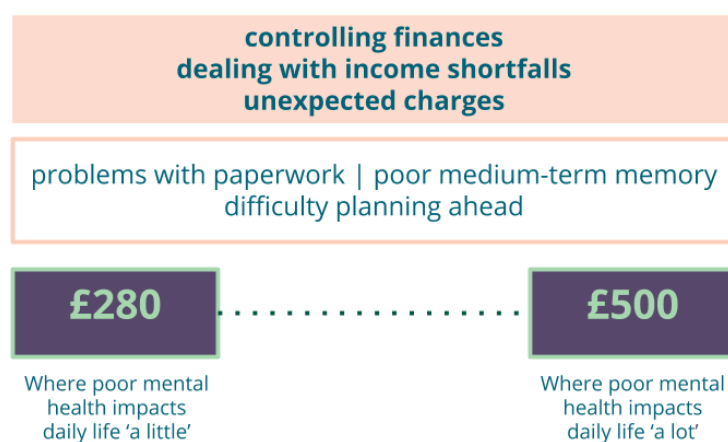 controlling finances
dealing with income shortfalls
unexpected charges
problems with paperwork | poor medium-term memory
difficulty planning ahead
£280
£500
Where poor mental
health impacts
daily life ‘a little’
Where poor mental
health impacts
daily life ‘a lot’